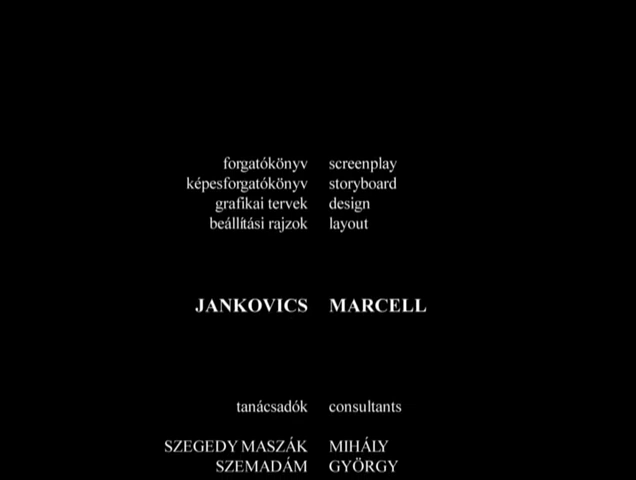 forgatókönyv screenplay
képesforgatókönyv storyboard
grafikai tervek design
beállítási rajzok layout
JANKOVICS MARCELL
tanácsadók consultants
SZEGEDY MASZÁK MIHÁLY
SZEMADÁM GYÖRGY